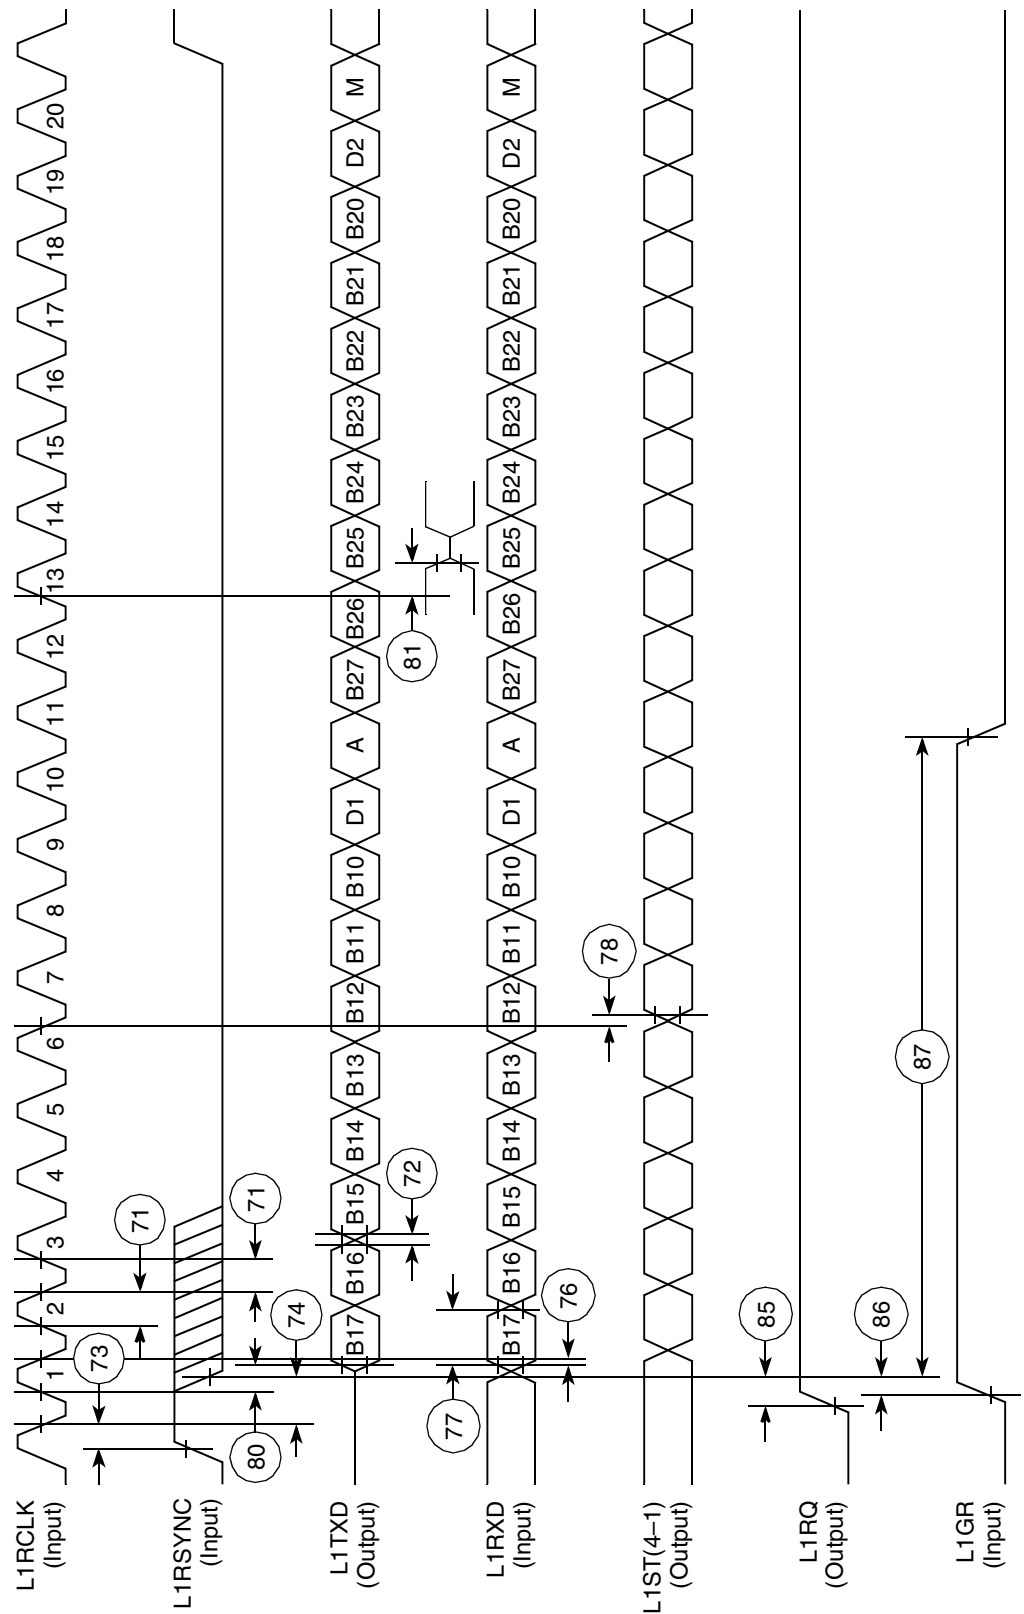 L1RCLK
(Input)
1 2 3 4 5 6 7 8 9 10 11 12 13 14 15 16 17 18 19 20
73
71
L1RSYNC
(Input)
80
71
74
L1TXD
(Output)
B17 B16 B15 B14 B13 B12 B11 B10 D1 A B27 B26 B25 B24 B23 B22 B21 B20 D2 M
72
81
77
L1RXD
(Input)
B17 B16 B15 B14 B13 B12 B11 B10 D1 A B27 B26 B25 B24 B23 B22 B21 B20 D2 M
76
78
L1ST(4–1)
(Output)
85
L1RQ
(Output)
86
87
L1GR
(Input)